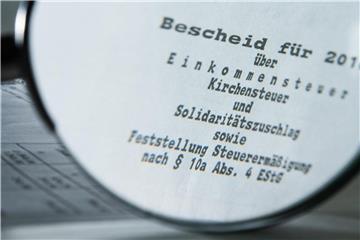 Bescheid für 201
über
Einkommensteuer
Kirchensteuer
und
Solidaritätszuschlag
sowie
Feststellung Steuerermäßigung
nach § 10a Abs. 4 EStG